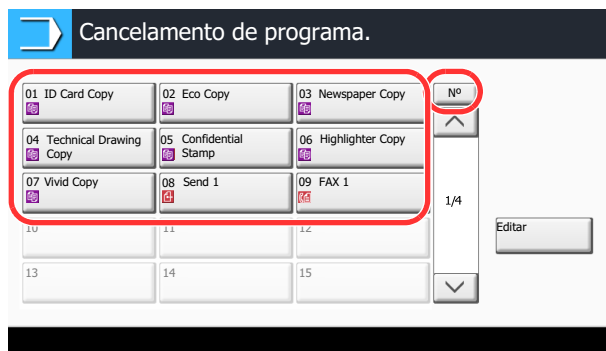 Cancelamento de programa.
01 ID Card Copy
02 Eco Copy
03 Newspaper Copy
Nº
04 Technical Drawing
Copy
05 Confidential
Stamp
06 Highlighter Copy
07 Vivid Copy
08 Send 1
09 FAX 1
1/4
10
11
12
Editar
13
14
15